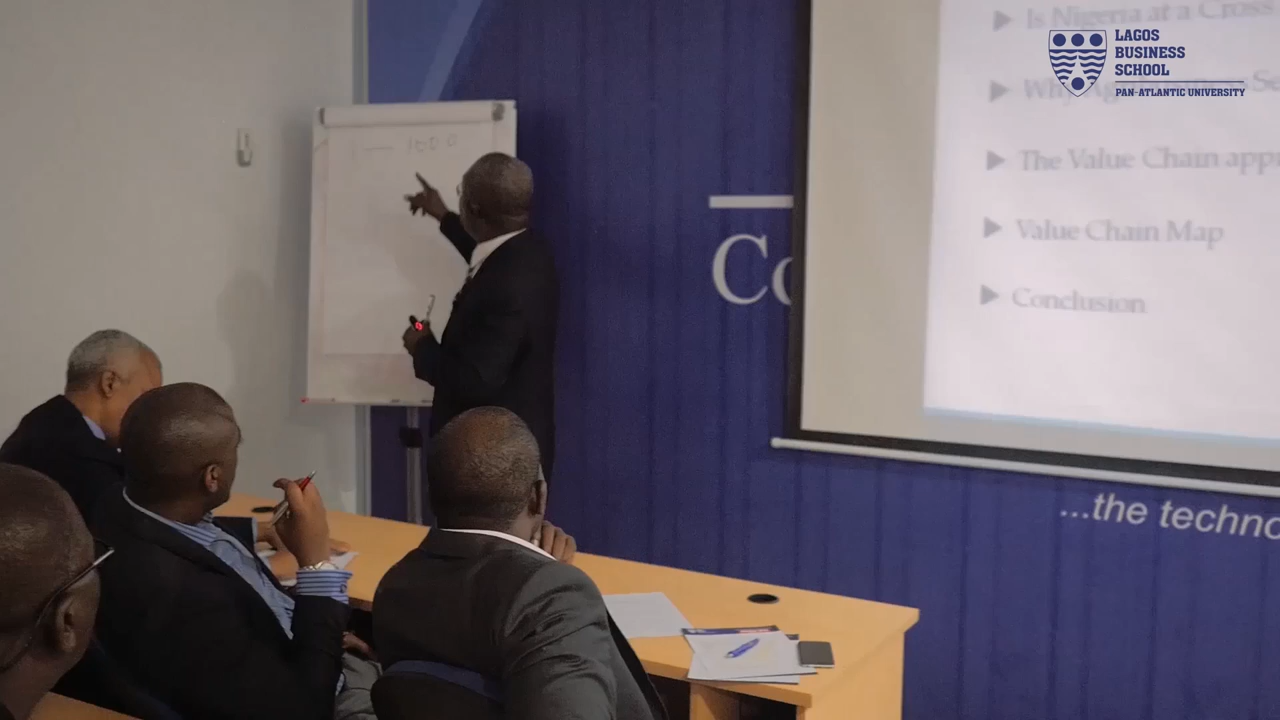 Is Nigeria at a Cross
LAGOS
BUSINESS
SCHOOL
PAN-ATLANTIC UNIVERSITY
Why
The Value Chain app
Value Chain Map
Conclusion
Co
...the techno